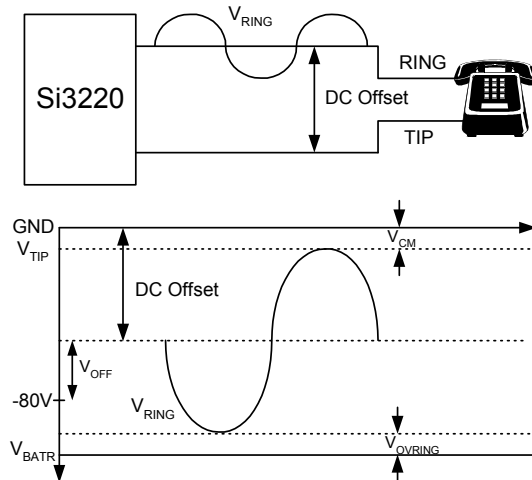 V_RING
Si3220
RING
DC Offset
TIP
GND
V_TIP
V_CM
DC Offset
V_OFF
-80V
V_RING
V_BATR
V_OVRING